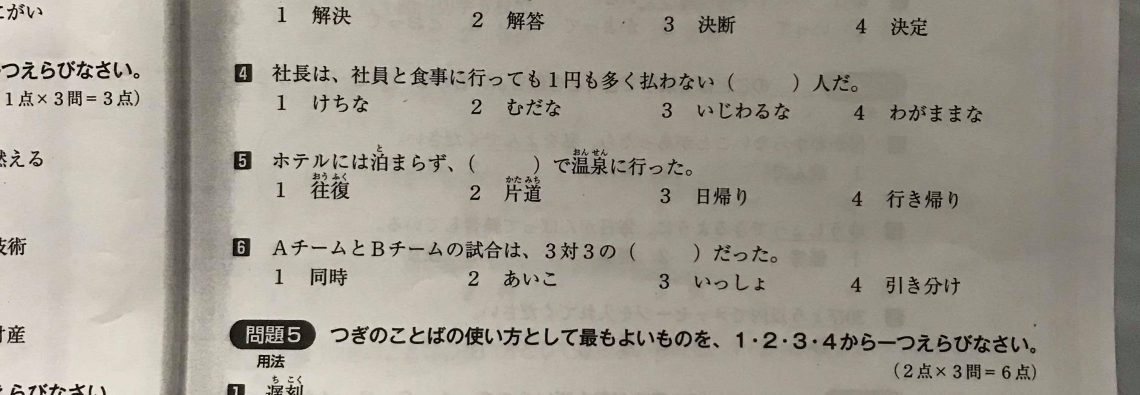 にがい
つえらびなさい。
1点×3問=3点）
燃える
技術
財産
えらびなさい
1 解決 2 解答 3 決断 4 決定
4 社長は、社員と食事に行っても1円も多く払わない（　　）人だ。
1 けちな 2 むだな 3 いじわるな 4 わがままな
と おんせん
5 ホテルには泊まらず、（　　）で温泉に行った。
おうふく かたみち
1 往復 2 片道 3 日帰り 4 行き帰り
6 AチームとBチームの試合は、3対3の（　　）だった。
1 同時 2 あいこ 3 いっしょ 4 引き分け
問題5 つぎのことばの使い方として最もよいものを、1・2・3・4から一つえらびなさい。
用法 （2点×3問=6点）
ちこく
1 遅刻